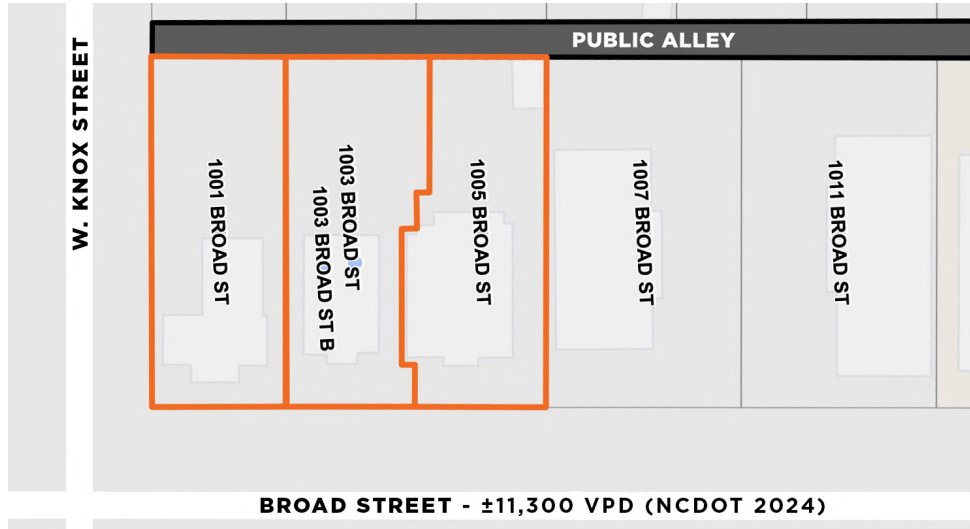 PUBLIC ALLEY
W. KNOX STREET
1001 BROAD ST
1003 BROAD ST
1003 BROAD ST B
1005 BROAD ST
1007 BROAD ST
1011 BROAD ST
BROAD STREET - ±11,300 VPD (NCDOT 2024)